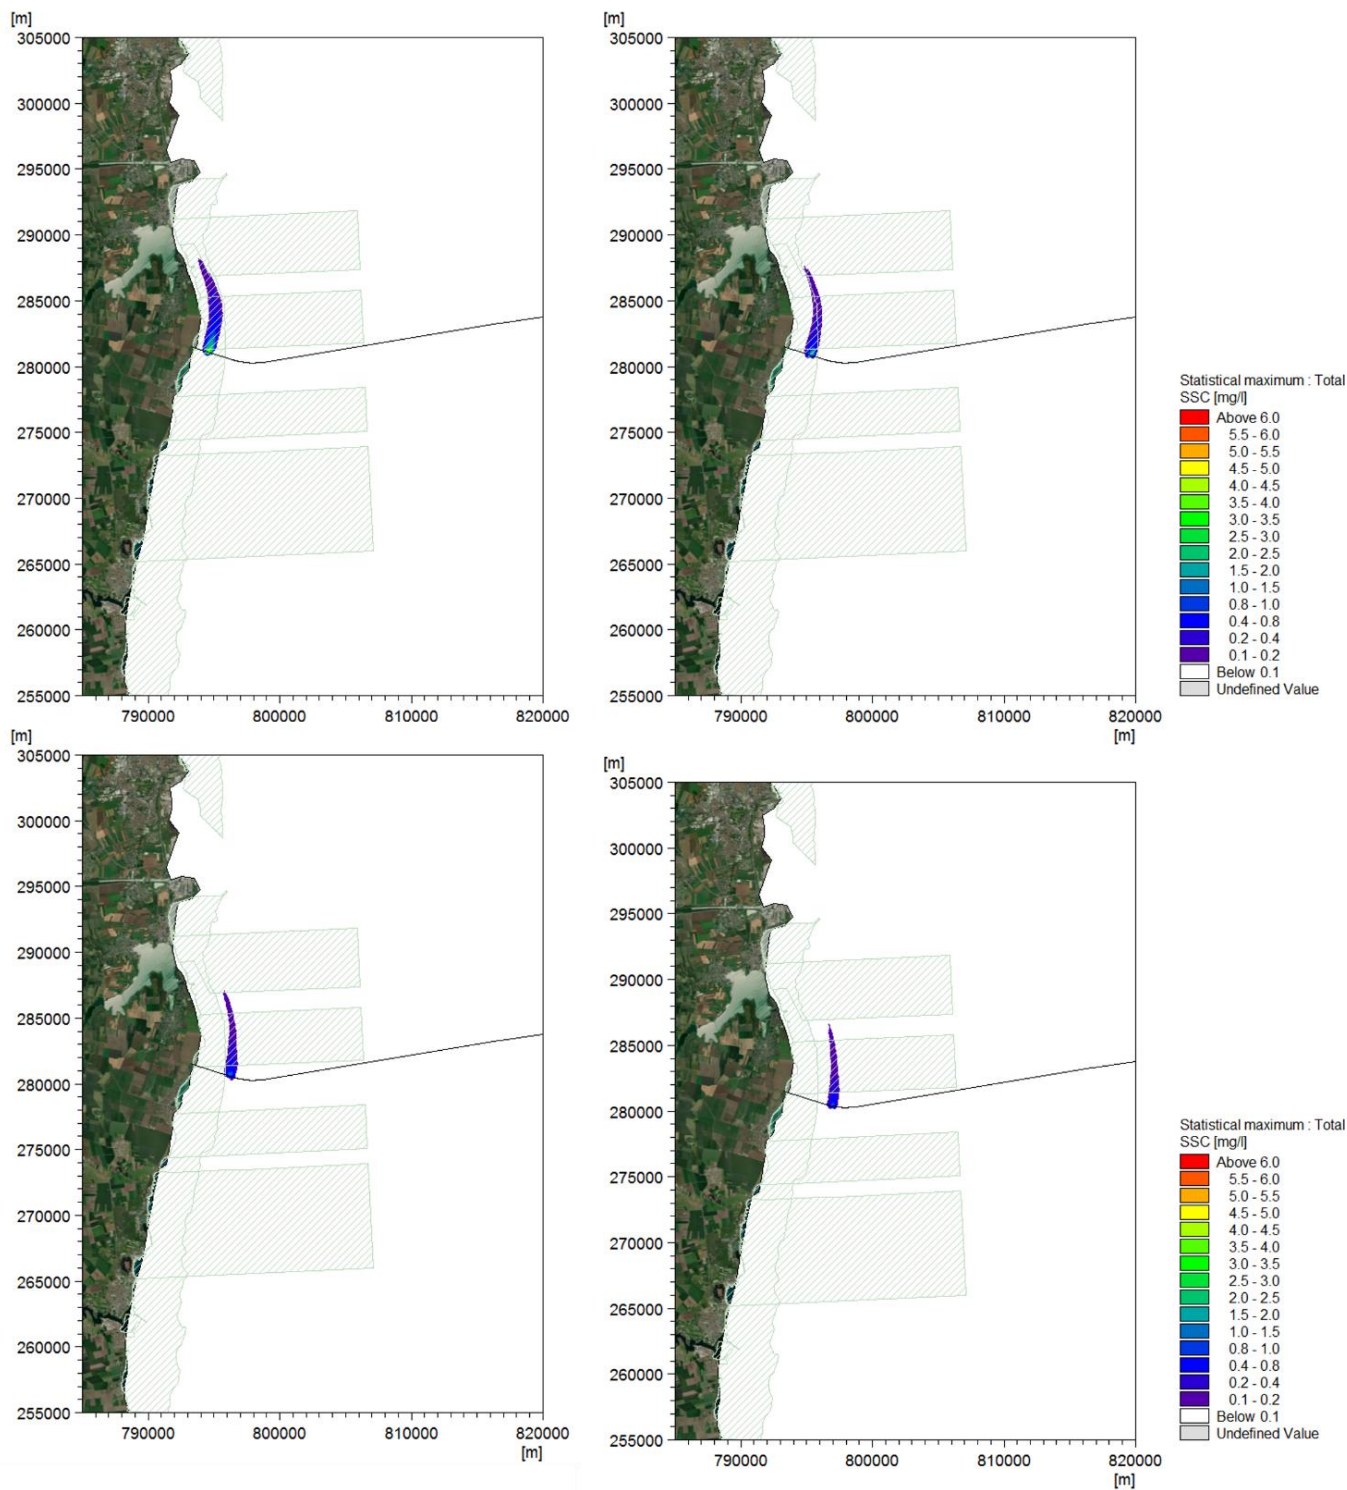 [m]
305000
300000
295000
290000
285000
280000
275000
270000
265000
260000
255000
790000 800000 810000 820000
[m]
305000
300000
295000
290000
285000
280000
275000
270000
265000
260000
255000
790000 800000 810000 820000
[m]
Statistical maximum : Total
SSC [mg/l]
Above 6.0
5.5 - 6.0
5.0 - 5.5
4.5 - 5.0
4.0 - 4.5
3.5 - 4.0
3.0 - 3.5
2.5 - 3.0
2.0 - 2.5
1.5 - 2.0
1.0 - 1.5
0.8 - 1.0
0.4 - 0.8
0.2 - 0.4
0.1 - 0.2
Below 0.1
Undefined Value
[m]
305000
300000
295000
290000
285000
280000
275000
270000
265000
260000
255000
790000 800000 810000 820000
[m]
[m]
305000
300000
295000
290000
285000
280000
275000
270000
265000
260000
255000
790000 800000 810000 820000
[m]
Statistical maximum : Total
SSC [mg/l]
Above 6.0
5.5 - 6.0
5.0 - 5.5
4.5 - 5.0
4.0 - 4.5
3.5 - 4.0
3.0 - 3.5
2.5 - 3.0
2.0 - 2.5
1.5 - 2.0
1.0 - 1.5
0.8 - 1.0
0.4 - 0.8
0.2 - 0.4
0.1 - 0.2
Below 0.1
Undefined Value